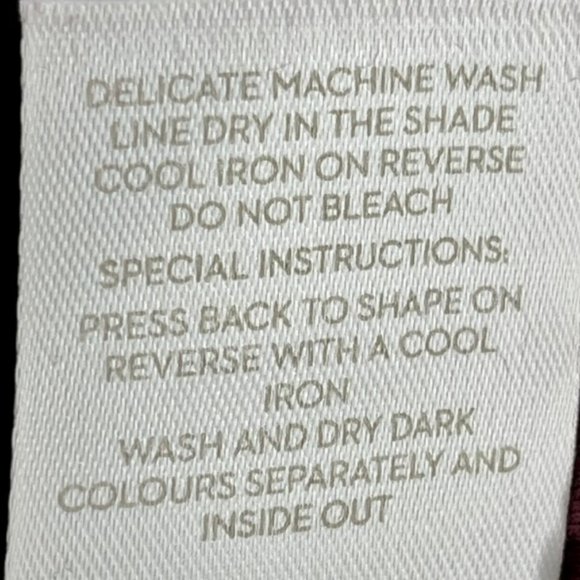 DELICATE MACHINE WASH
LINE DRY IN THE SHADE
COOL IRON ON REVERSE
DO NOT BLEACH
SPECIAL INSTRUCTIONS:
PRESS BACK TO SHAPE ON
REVERSE WITH A COOL
IRON
WASH AND DRY DARK
COLOURS SEPARATELY AND
INSIDE OUT